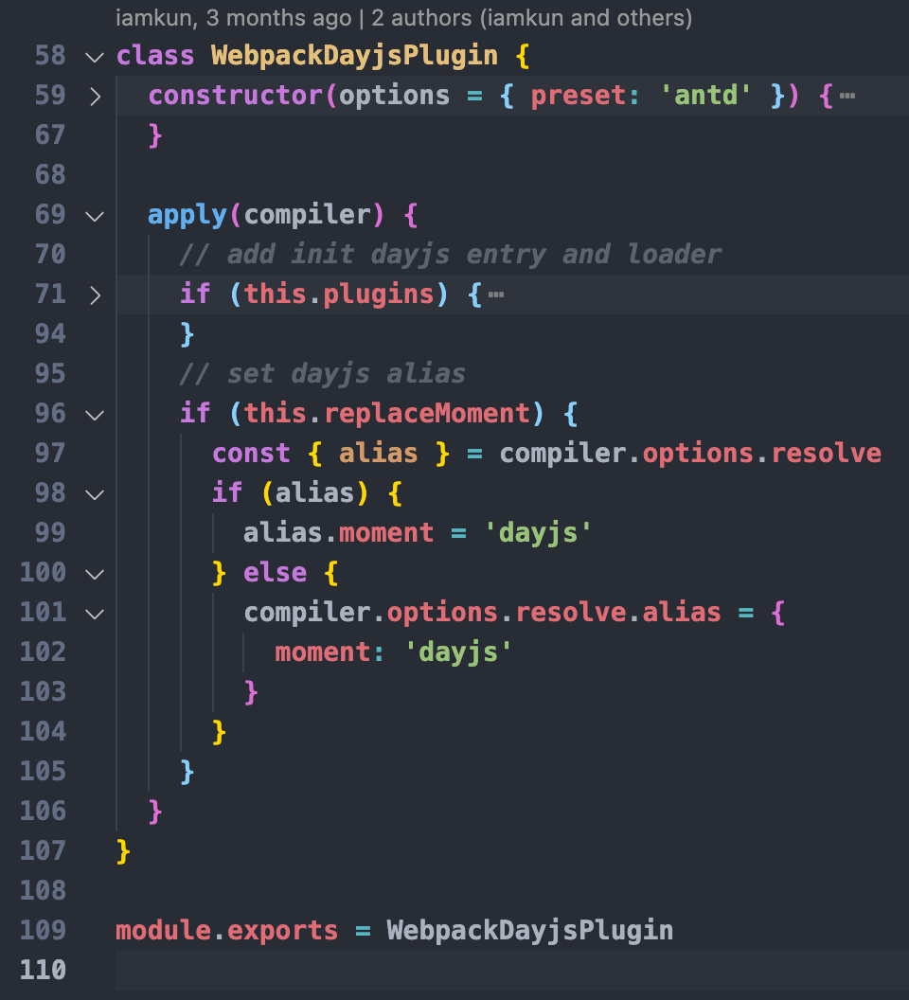 iamkun, 3 months ago | 2 authors (iamkun and others)
58 class WebpackDayjsPlugin {
59   constructor(options = { preset: 'antd' }) {…
67   }
68
69   apply(compiler) {
70     // add init dayjs entry and loader
71     if (this.plugins) {…
94     }
95     // set dayjs alias
96     if (this.replaceMoment) {
97       const { alias } = compiler.options.resolve
98       if (alias) {
99         alias.moment = 'dayjs'
100       } else {
101         compiler.options.resolve.alias = {
102           moment: 'dayjs'
103         }
104       }
105     }
106   }
107 }
108
109 module.exports = WebpackDayjsPlugin
110